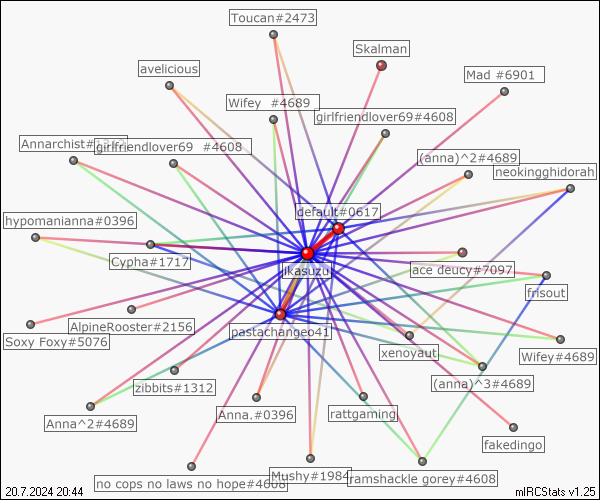 Toucan#2473
Skalman
avelicious
Mad #6901
Wifey #4689
girlfriendlover69#4608
Annarchist#
girlfriendlover69 #4608
(anna)^2#4689
neokingghidorah
default#0617
hypomanianna#0396
Cypha#1717
ikasuzu
ace deucy#7097
frisout
AlpineRooster#2156
pastachangeo41
Soxy Foxy#5076
xenoyaut
Wifey#4689
zibbits#1312
(anna)^3#4689
Anna^2#4689
Anna.#0396
rattgaming
fakedingo
no cops no laws no hope#4608
Mushy#1984
ramshackle gorey#4608
20.7.2024 20:44
mIRCStats v1.25